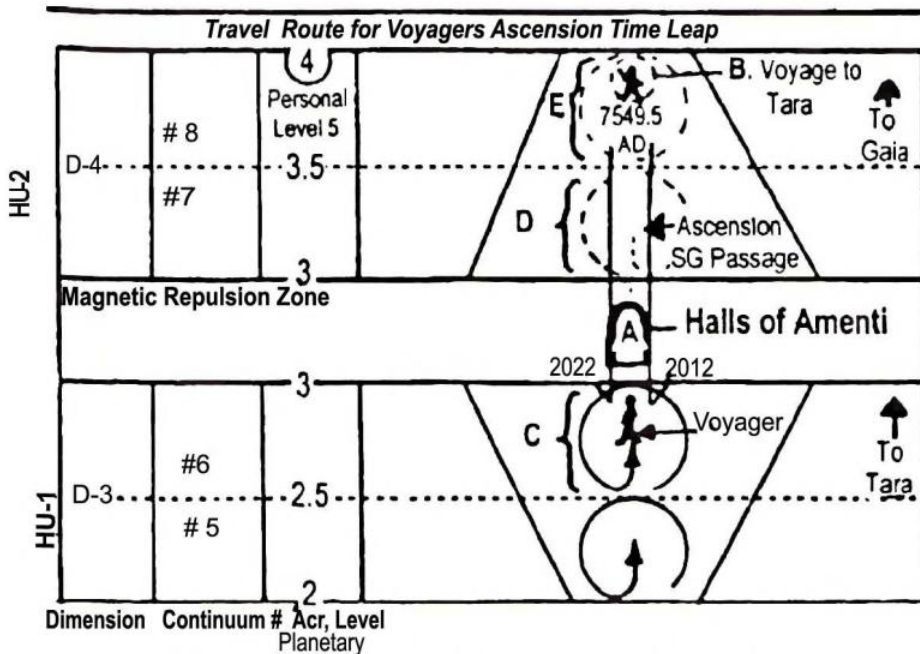 Travel Route for Voyagers Ascension Time Leap
4
Personal
Level 5
B. Voyage to
Tara
E
7549.5
AD
To
Gaia
HU-2
D-4
# 8
3.5
#7
D
Ascension
SG Passage
3
Magnetic Repulsion Zone
A
Halls of Amenti
2022
2012
3
C
Voyager
To
Tara
HU-1
#6
D-3
2.5
# 5
2
Dimension Continuum # Acr, Level
Planetary